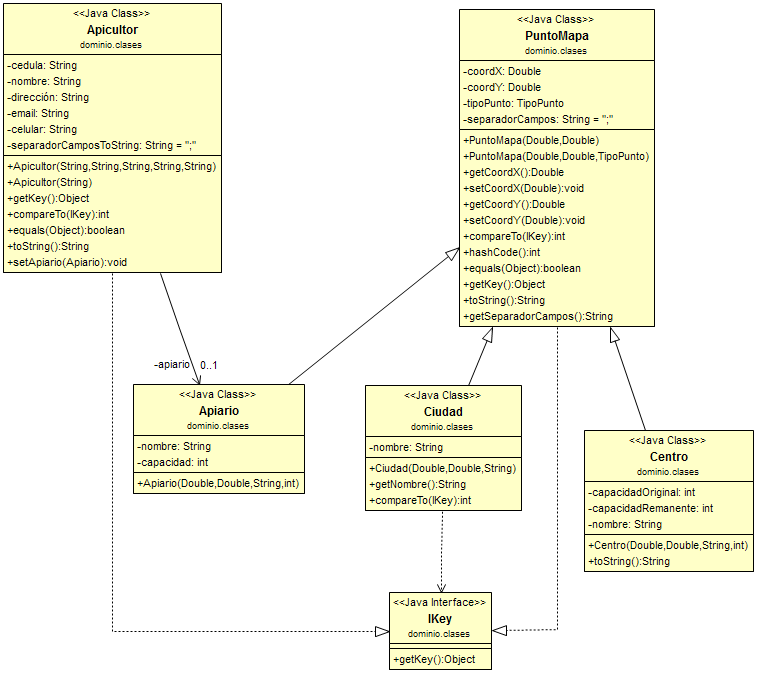 <<Java Class>>
Apicultor
dominio.clases
-cedula: String
-nombre: String
-dirección: String
-email: String
-celular: String
-separadorCamposToString: String = ";"
+Apicultor(String,String,String,String,String)
+Apicultor(String)
+getKey():Object
+compareTo(IKey):int
+equals(Object):boolean
+toString():String
+setApiario(Apiario):void
<<Java Class>>
PuntoMapa
dominio.clases
-coordX: Double
-coordY: Double
-tipoPunto: TipoPunto
-separadorCampos: String = ";"
+PuntoMapa(Double,Double)
+PuntoMapa(Double,Double,TipoPunto)
+getCoordX():Double
+setCoordX(Double):void
+getCoordY():Double
+setCoordY(Double):void
+compareTo(IKey):int
+hashCode():int
+equals(Object):boolean
+getKey():Object
+toString():String
+getSeparadorCampos():String
-apiario 0..1
<<Java Class>>
Apiario
dominio.clases
-nombre: String
-capacidad: int
+Apiario(Double,Double,String,int)
<<Java Class>>
Ciudad
dominio.clases
-nombre: String
+Ciudad(Double,Double,String)
+getNombre():String
+compareTo(IKey):int
<<Java Class>>
Centro
dominio.clases
-capacidadOriginal: int
-capacidadRemanente: int
-nombre: String
+Centro(Double,Double,String,int)
+toString():String
<<Java Interface>>
IKey
dominio.clases
+getKey():Object